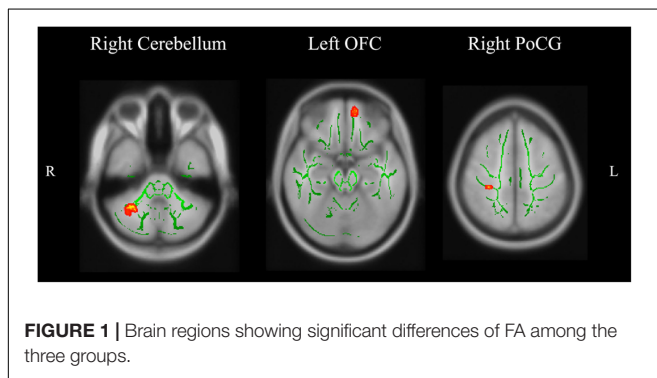 Right Cerebellum Left OFC Right PoCG
R L
FIGURE 1 | Brain regions showing significant differences of FA among the
three groups.